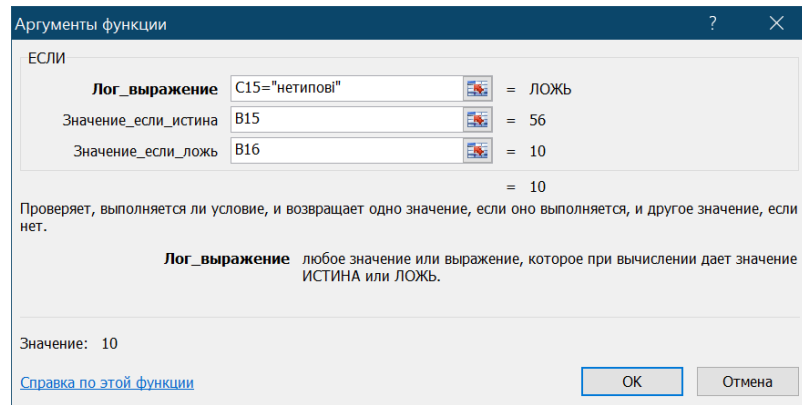 Аргументы функции ? ×
ЕСЛИ
Лог_выражение C15="нетипові" = ЛОЖЬ
Значение_если_истина B15 = 56
Значение_если_ложь B16 = 10
= 10
Проверяет, выполняется ли условие, и возвращает одно значение, если оно выполняется, и другое значение, если
нет.
Лог_выражение любое значение или выражение, которое при вычислении дает значение
ИСТИНА или ЛОЖЬ.
Значение: 10
Справка по этой функции ОК Отмена